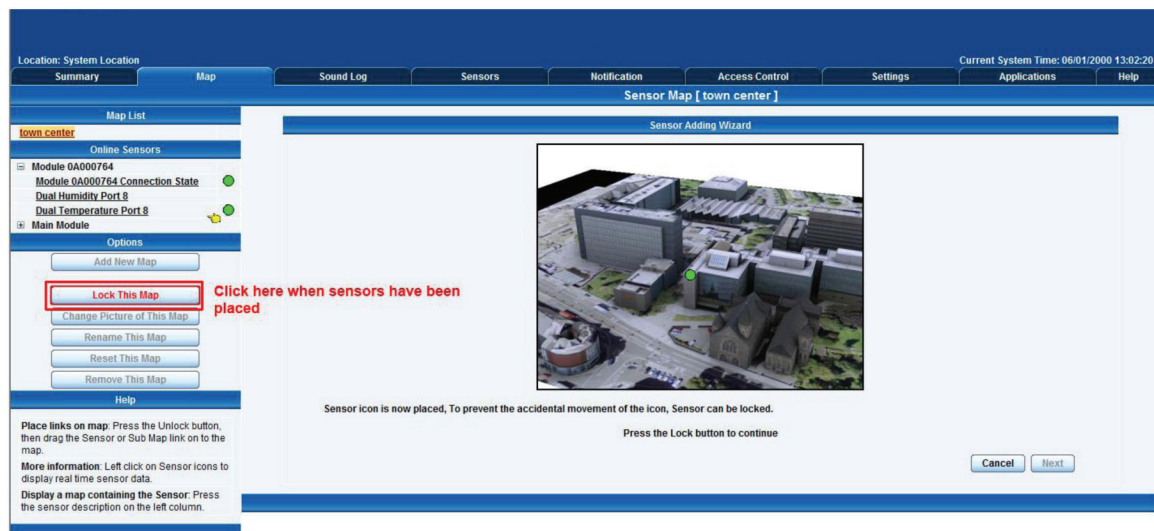 Location: System Location
Current System Time: 06/01/2000 13:02:20
Summary Map Sound Log Sensors Notification Access Control Settings Applications Help
Sensor Map [ town center ]
Map List
town center
Online Sensors
Module 0A000764
Module 0A000764 Connection State
Dual Humidity Port 8
Dual Temperature Port 8
Main Module
Options
Add New Map
Lock This Map
Change Picture of This Map
Rename This Map
Reset This Map
Remove This Map
Help
Place links on map: Press the Unlock button,
then drag the Sensor or Sub Map link on to the
map.
More information: Left click on Sensor icons to
display real time sensor data.
Display a map containing the Sensor: Press
the sensor description on the left column.
Click here when sensors have been
placed
Sensor Adding Wizard
Sensor icon is now placed, To prevent the accidental movement of the icon, Sensor can be locked.
Press the Lock button to continue
Cancel Next